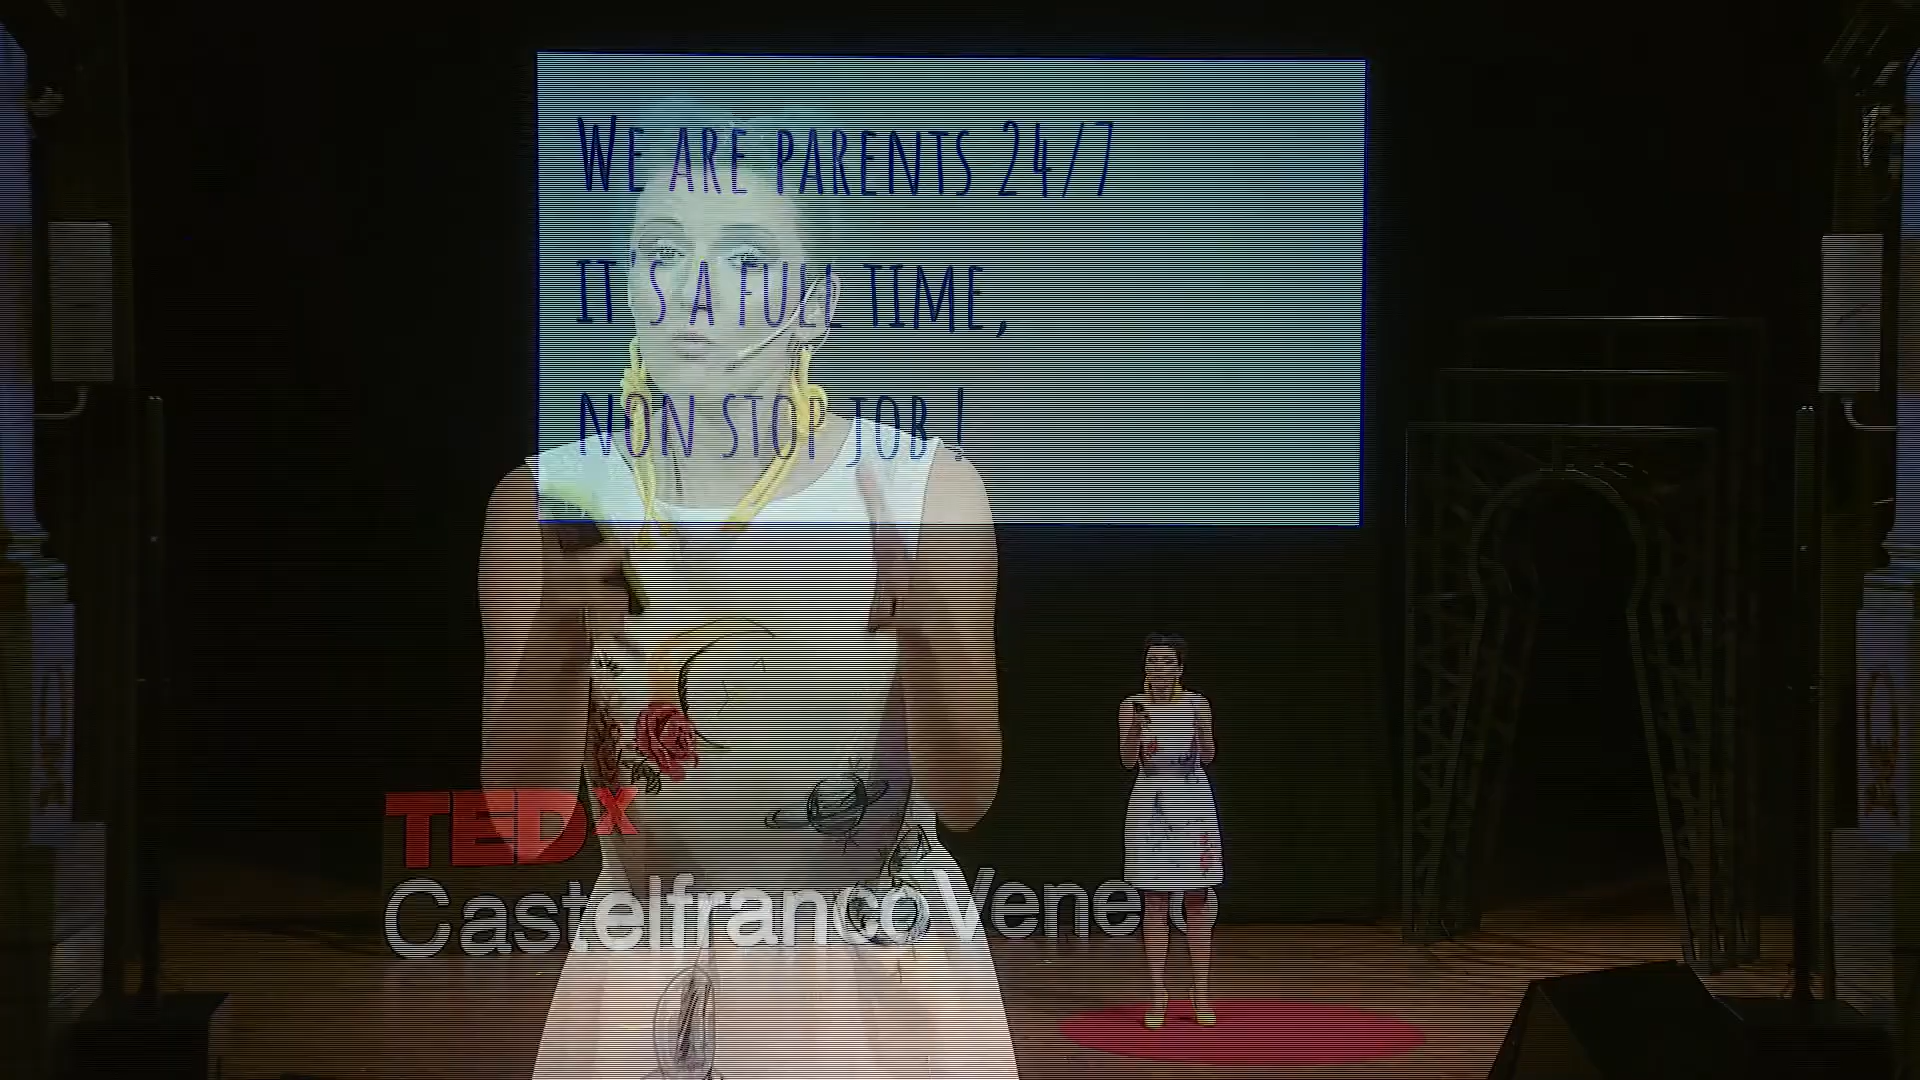 WE ARE PARENTS 24/7
IT'S A FULL TIME,
NON STOP JOB!
TEDx
CastelfrancoVeneto